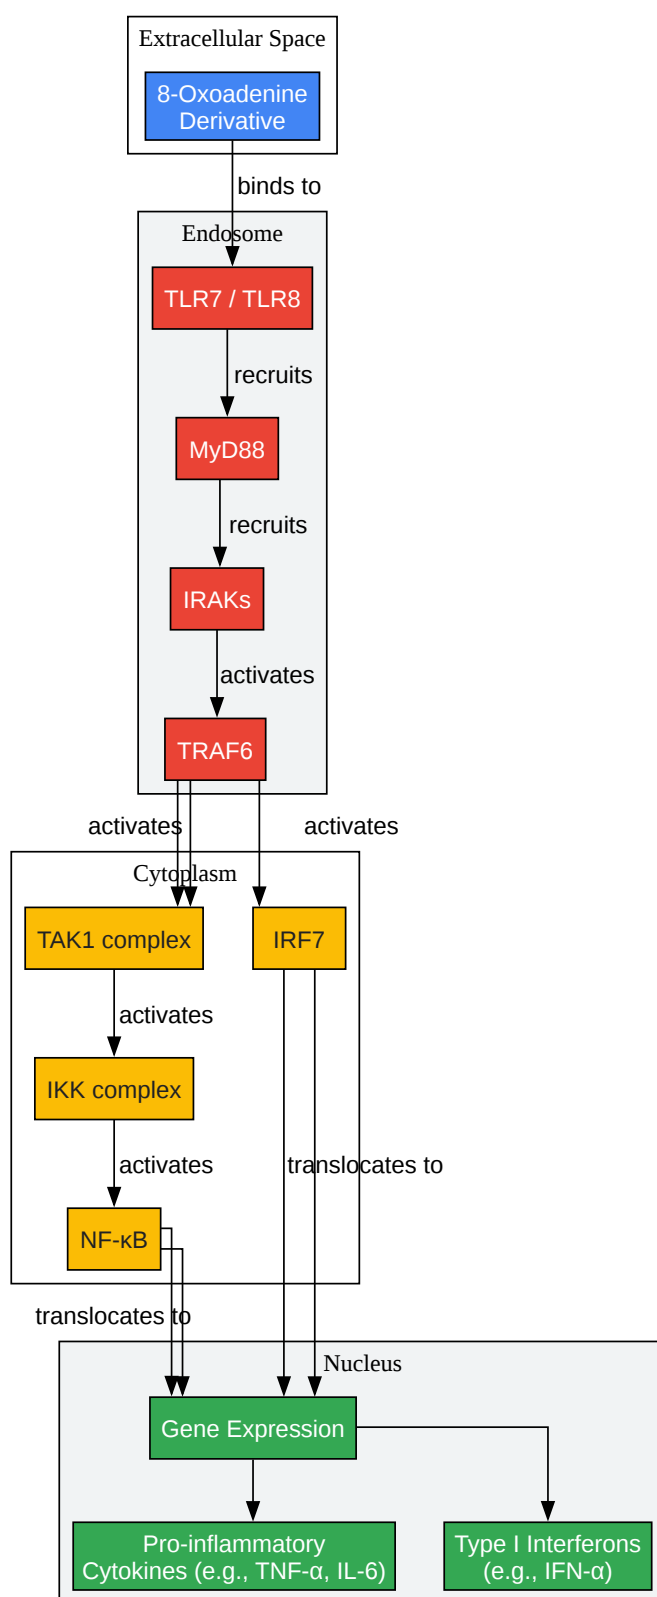 Extracellular Space
8-Oxoadenine
Derivative
binds to
Endosome
TLR7 / TLR8
recruits
MyD88
recruits
IRAKs
activates
TRAF6
activates
activates
Cytoplasm
TAK1 complex
IRF7
activates
IKK complex
activates
translocates to
NF-κB
translocates to
Nucleus
Gene Expression
Pro-inflammatory
Cytokines (e.g., TNF-α, IL-6)
Type I Interferons
(e.g., IFN-α)